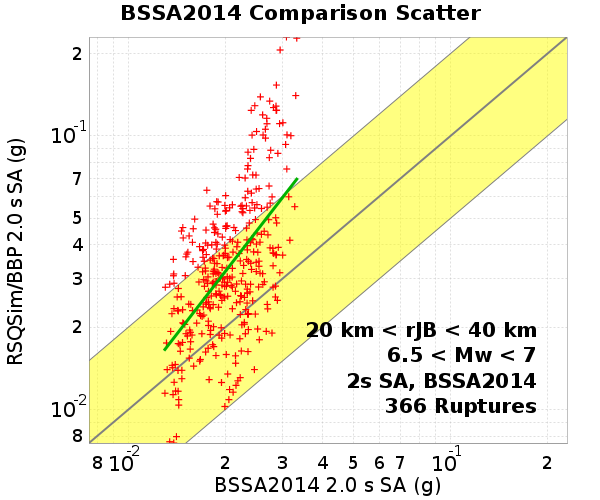 BSSA2014 Comparison Scatter
RSQSim/BBP 2.0 s SA (g)
2
10⁻¹
7
5
4
3
2
10⁻²
8
20 km < rJB < 40 km
6.5 < Mw < 7
2s SA, BSSA2014
366 Ruptures
8 10⁻² 2 3 4 5 6 7 10⁻¹ 2
BSSA2014 2.0 s SA (g)